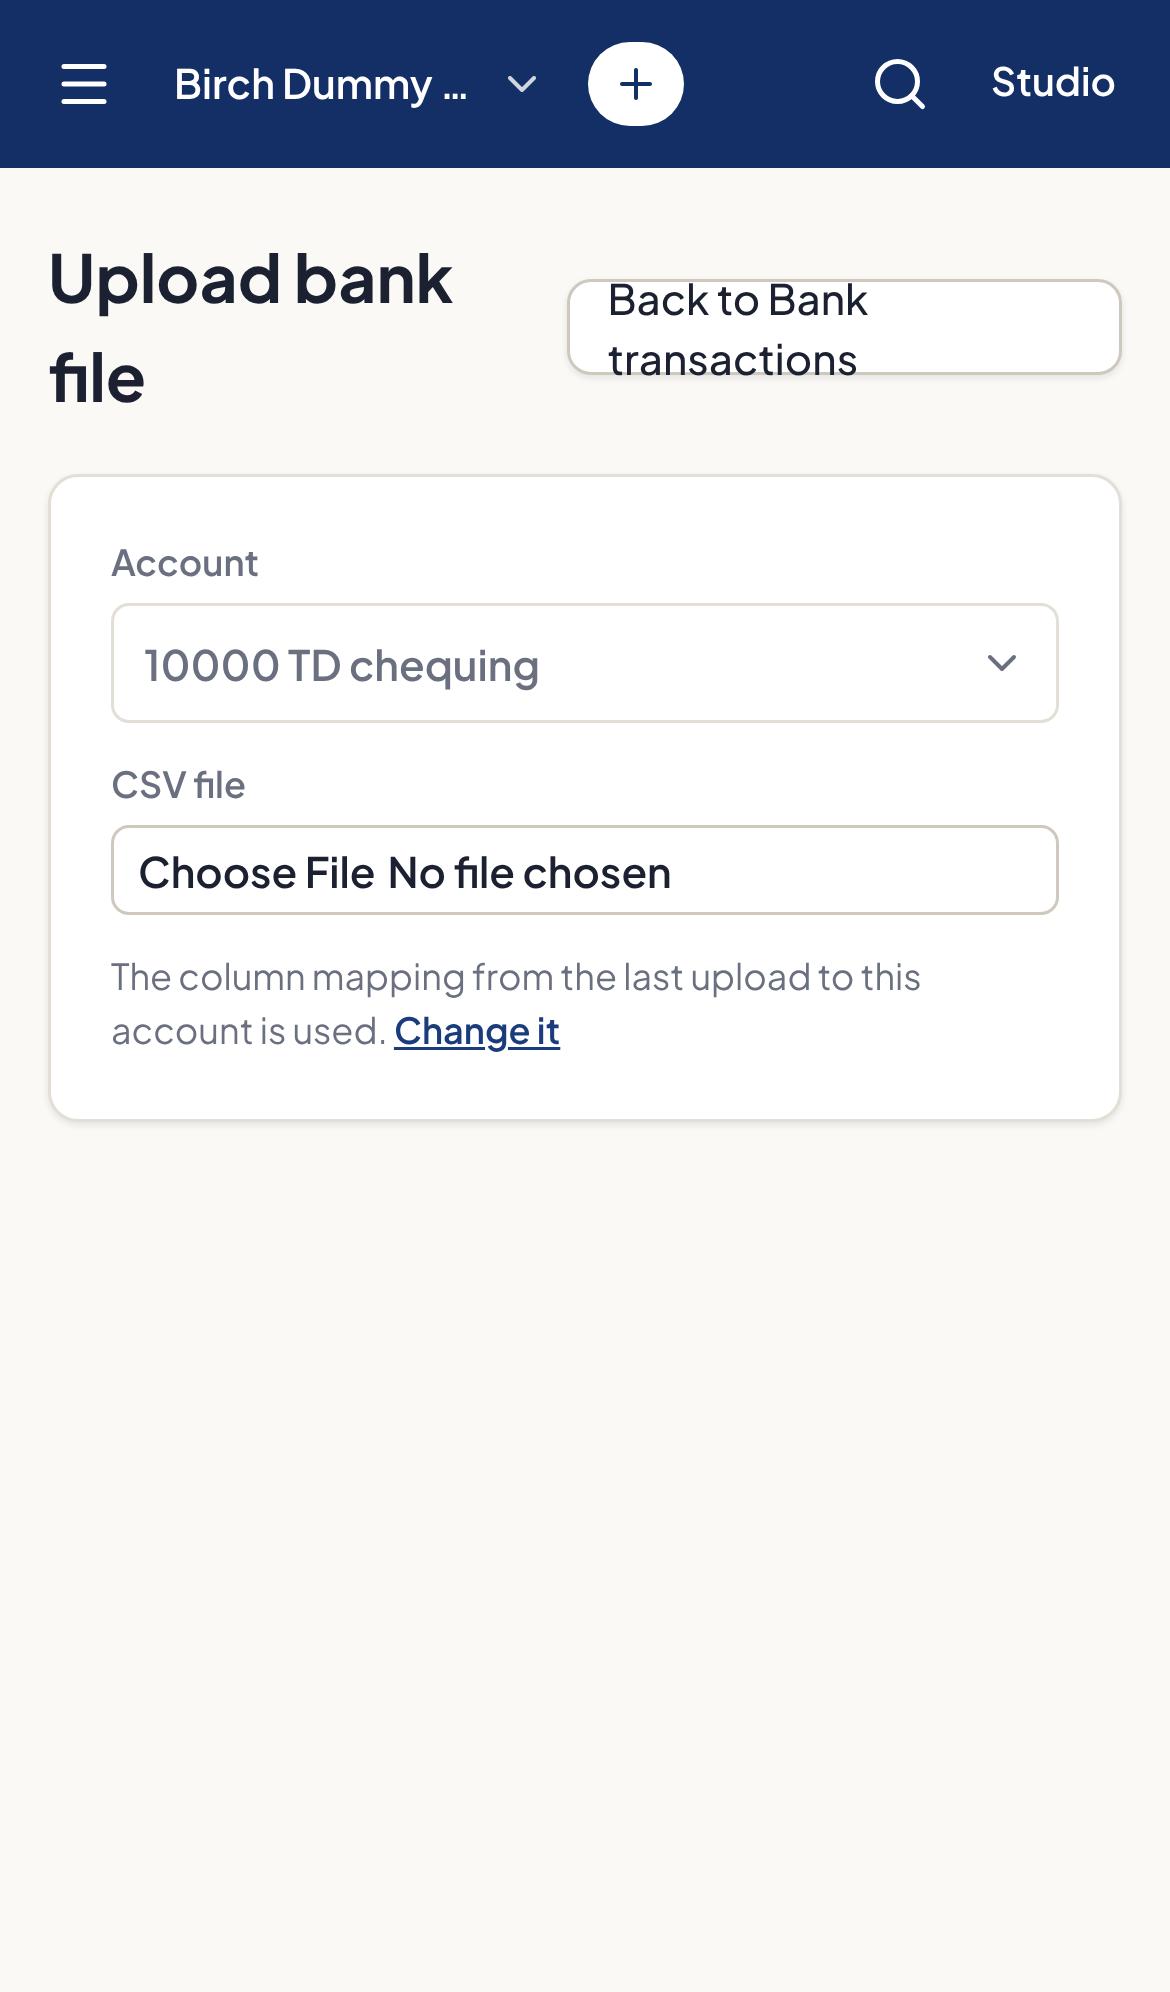 Birch Dummy ...
Studio
Upload bank
file
Back to Bank
transactions
Account
10000 TD chequing
CSV file
Choose File No file chosen
The column mapping from the last upload to this
account is used. Change it